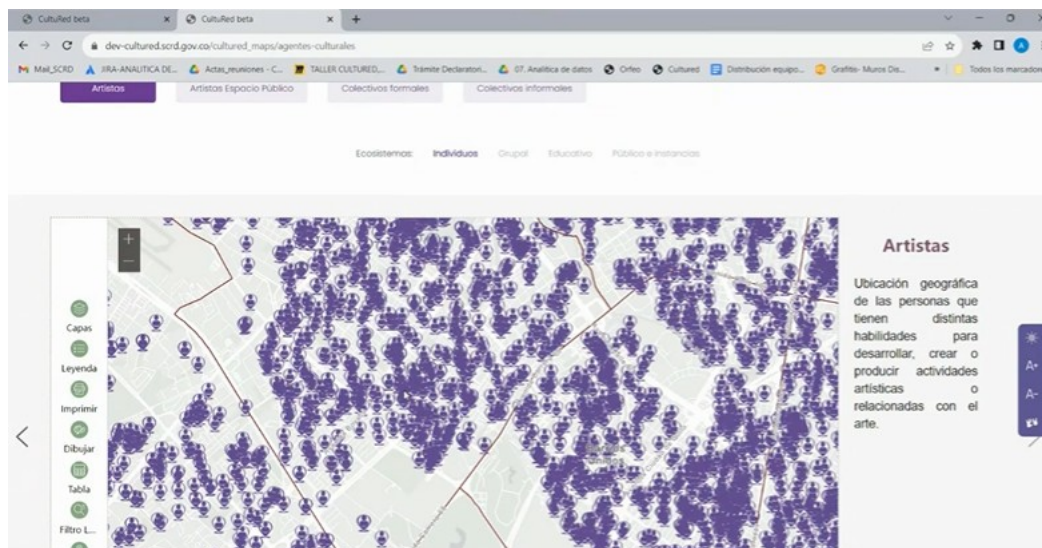 CultuRed beta
CultuRed beta
dev-cultured.scrd.gov.co/cultured_maps/agentes-culturales
Mail_SCRD
JIRA-ANALITICA DE...
Actas_reuniones - C...
TALLER CULTURED,...
Trámite Declaratori...
07. Analítica de datos
Orfeo
Cultured
Distribución equipo...
Grafitis- Muros Dis...
Todos los marcadores
Artistas
Artistas Espacio Público
Colectivos formales
Colectivos informales
Ecosistemas: Individuos Grupal Educativo Público e instancias
Capas
Leyenda
Imprimir
Dibujar
Tabla
Filtro L...
Artistas
Ubicación geográfica
de las personas que
tienen distintas
habilidades para
desarrollar, crear o
producir actividades
artísticas o
relacionadas con el
arte.
A+
A-